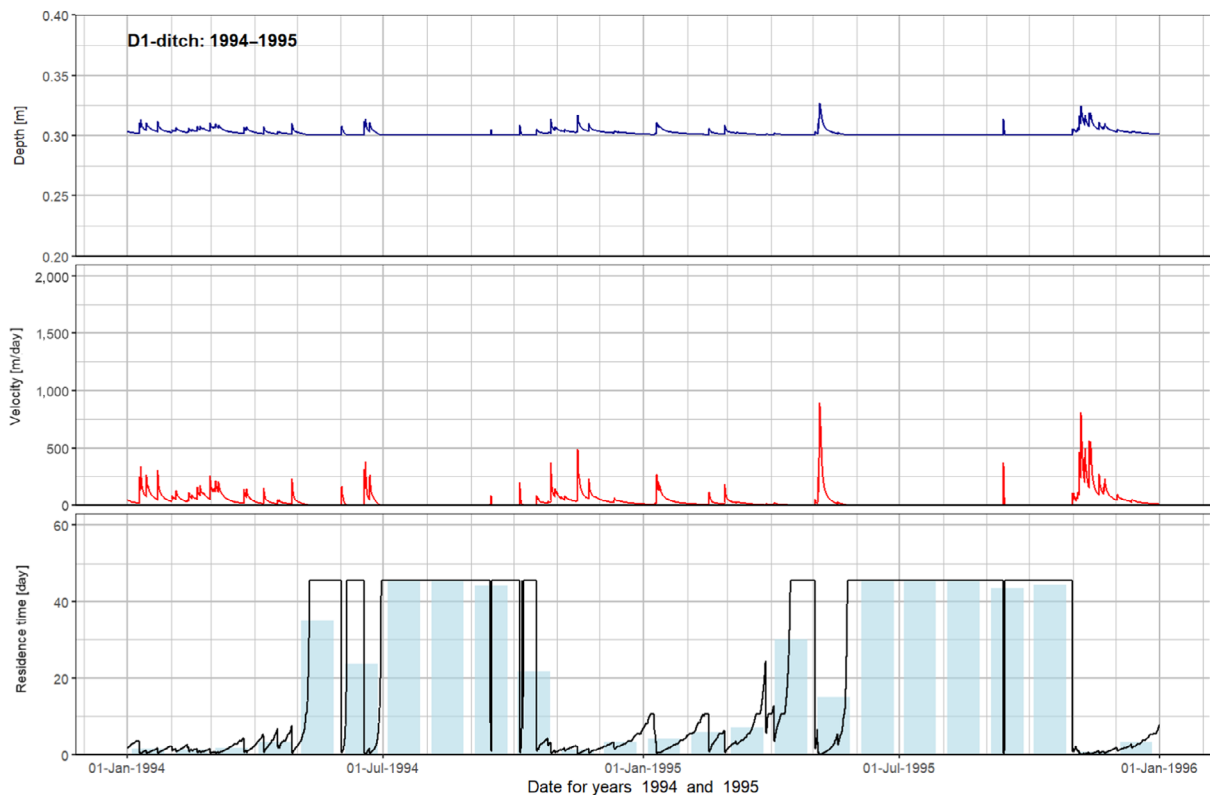 D1-ditch: 1994–1995
Depth [m]
0.40
0.35
0.30
0.25
0.20
Velocity [m/day]
2,000
1,500
1,000
500
0
Residence time [day]
60
40
20
0
01-Jan-1994
01-Jul-1994
01-Jan-1995
01-Jul-1995
01-Jan-1996
Date for years 1994 and 1995